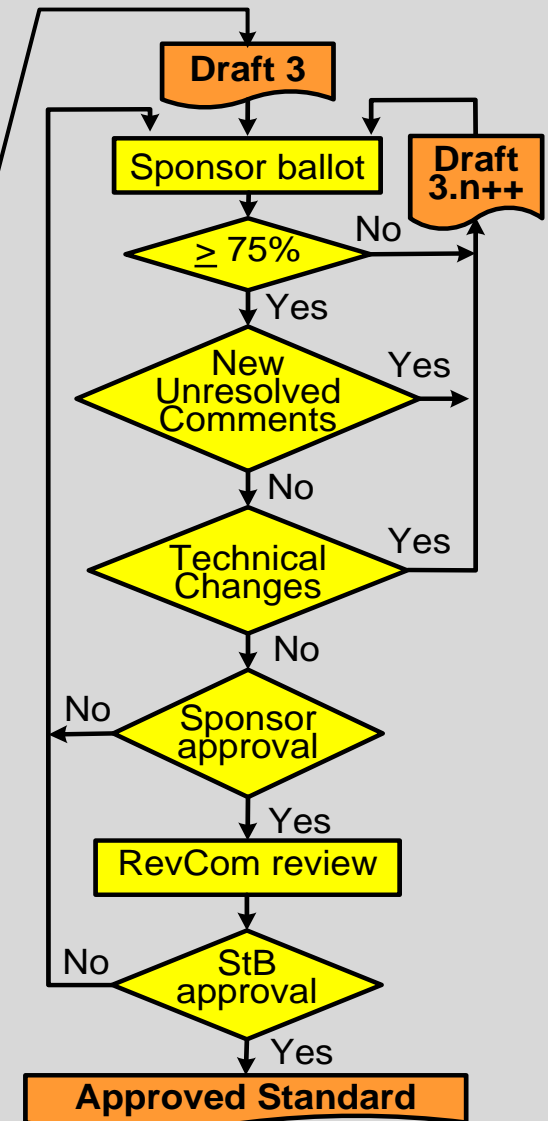 Draft 3
Sponsor ballot
Draft
3.n++
≥ 75%
No
Yes
New
Unresolved
Comments
Yes
No
Technical
Changes
Yes
No
Sponsor
approval
No
Yes
RevCom review
StB
approval
No
Yes
Approved Standard